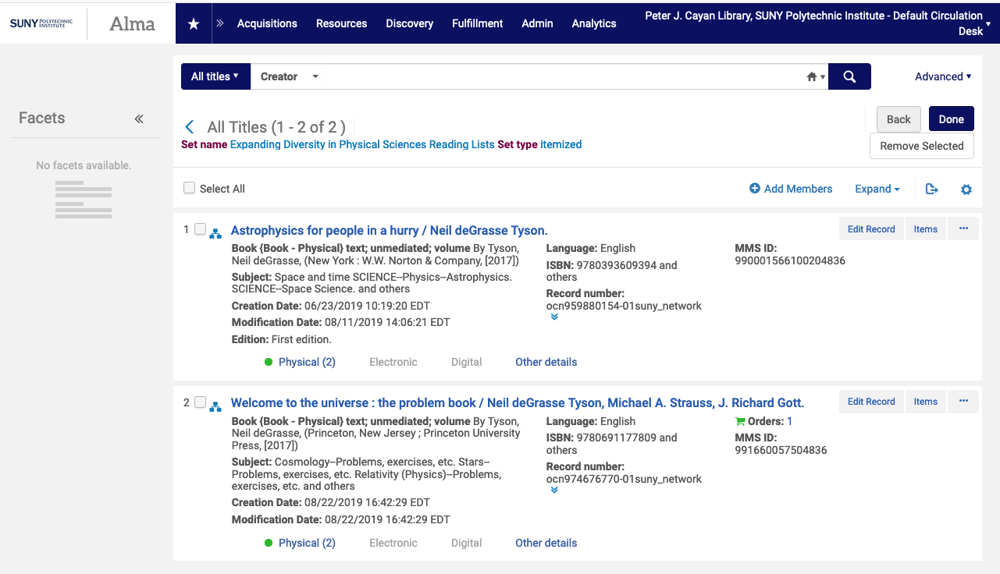 SUNY POLYTECHNIC INSTITUTE
Alma
Acquisitions Resources Discovery Fulfillment Admin Analytics
Peter J. Cayan Library, SUNY Polytechnic Institute - Default Circulation
Desk
All titles
Creator
Advanced
Facets
No facets available.
All Titles (1 - 2 of 2 )
Back
Done
Set name Expanding Diversity in Physical Sciences Reading Lists Set type itemized
Remove Selected
Select All
Add Members
Expand
1
Astrophysics for people in a hurry / Neil deGrasse Tyson.
Edit Record
Items
Book {Book - Physical} text; unmediated; volume By Tyson,
Neil deGrasse, (New York : W.W. Norton & Company, [2017])
Subject: Space and time SCIENCE--Physics--Astrophysics.
SCIENCE--Space Science. and others
Creation Date: 06/23/2019 10:19:20 EDT
Modification Date: 08/11/2019 14:06:21 EDT
Edition: First edition.
Language: English
ISBN: 9780393609394 and
others
Record number:
ocn959880154-01suny_network
MMS ID:
990001566100204836
Physical (2)
Electronic
Digital
Other details
2
Welcome to the universe : the problem book / Neil deGrasse Tyson, Michael A. Strauss, J. Richard Gott.
Edit Record
Items
Book {Book - Physical} text; unmediated; volume By Tyson,
Neil deGrasse, (Princeton, New Jersey ; Princeton University
Press, [2017])
Subject: Cosmology--Problems, exercises, etc. Stars--
Problems, exercises, etc. Relativity (Physics)--Problems,
exercises, etc. and others
Creation Date: 08/22/2019 16:42:29 EDT
Modification Date: 08/22/2019 16:42:29 EDT
Language: English
ISBN: 9780691177809 and
others
Record number:
ocn974676770-01suny_network
Orders: 1
MMS ID:
991660057504836
Physical (2)
Electronic
Digital
Other details